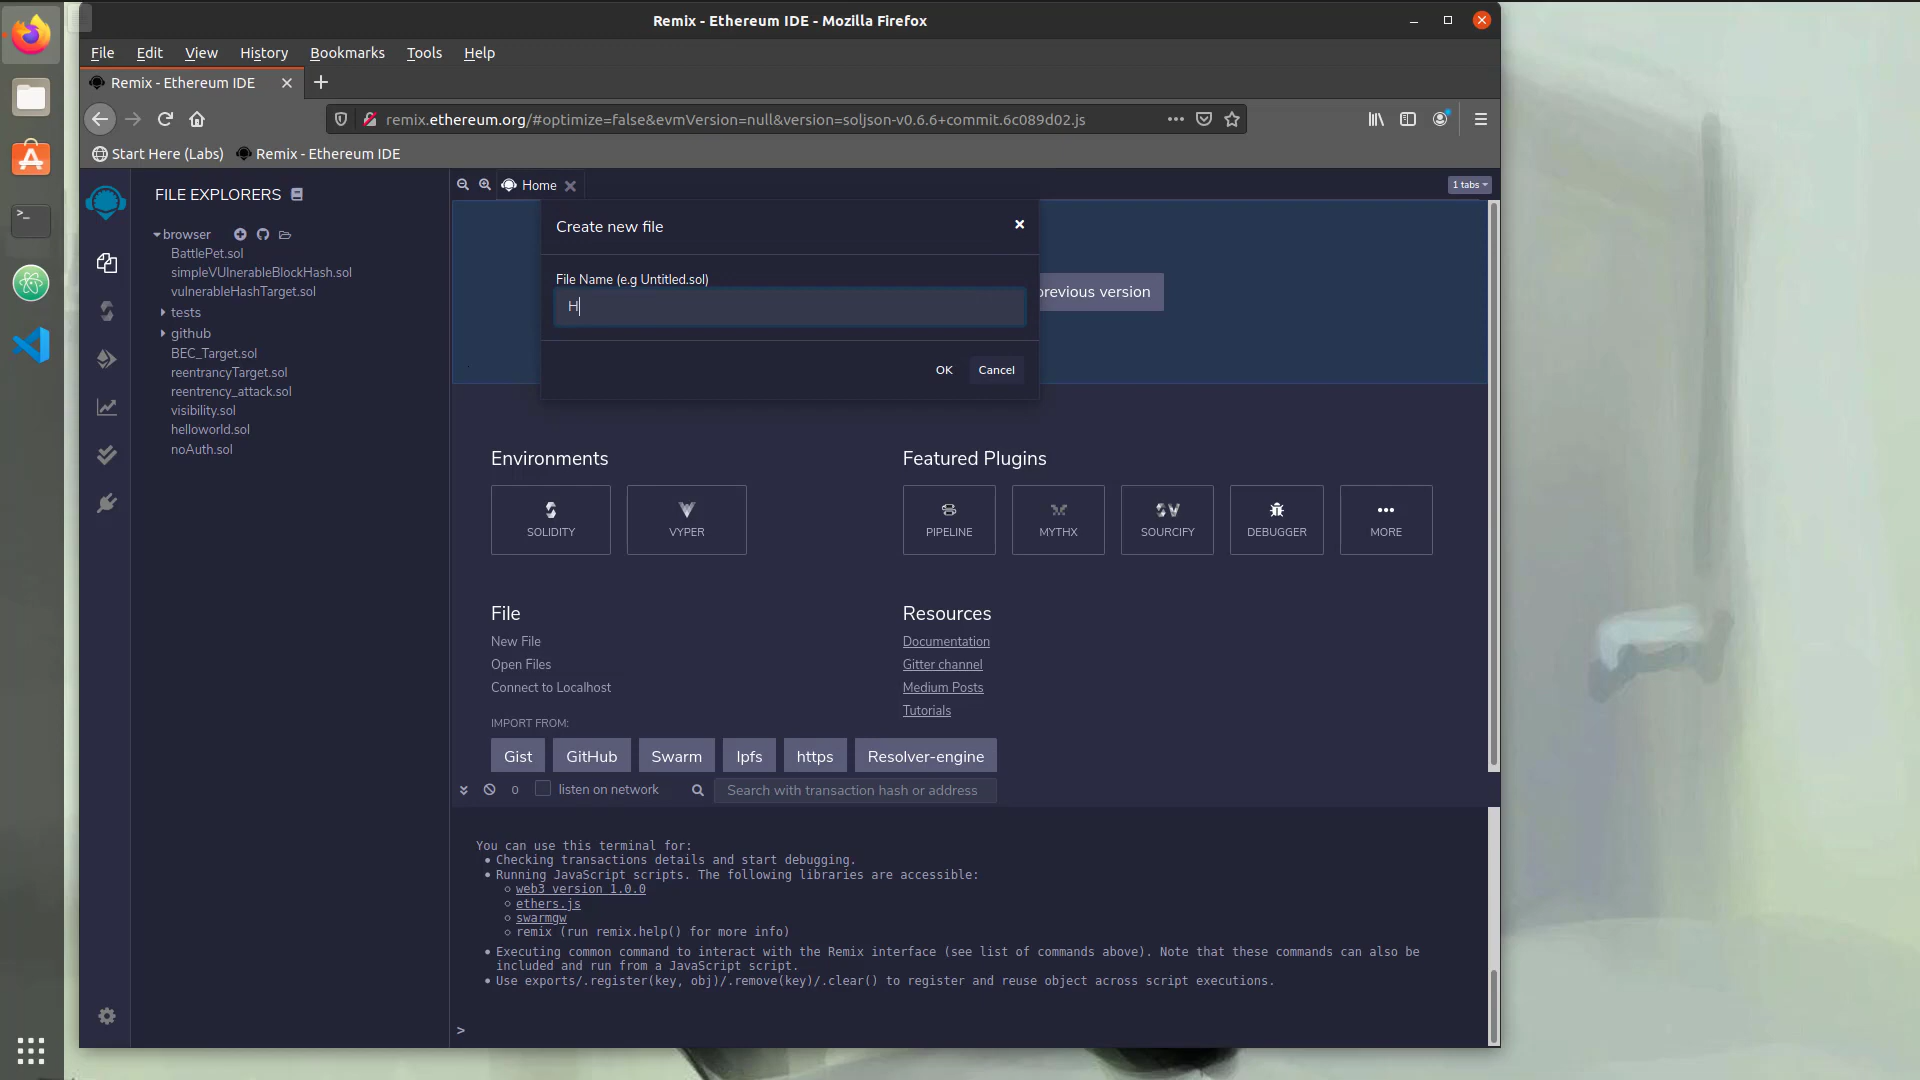 Remix - Ethereum IDE - Mozilla Firefox
File Edit View History Bookmarks Tools Help
Remix - Ethereum IDE
remix.ethereum.org/#optimize=false&evmVersion=null&version=soljson-v0.6.6+commit.6c089d02.js
Start Here (Labs) Remix - Ethereum IDE
FILE EXPLORERS
Home
1 tabs
browser
BattlePet.sol
simpleVUlnerableBlockHash.sol
vulnerableHashTarget.sol
tests
github
BEC_Target.sol
reentrancyTarget.sol
reentrency_attack.sol
visibility.sol
helloworld.sol
noAuth.sol
Create new file
File Name (e.g Untitled.sol)
H
previous version
OK Cancel
Environments
SOLIDITY VYPER
Featured Plugins
PIPELINE MYTHX SOURCIFY DEBUGGER MORE
File
New File
Open Files
Connect to Localhost
IMPORT FROM:
Gist GitHub Swarm Ipfs https Resolver-engine
Resources
Documentation
Gitter channel
Medium Posts
Tutorials
0 listen on network Search with transaction hash or address
You can use this terminal for:
Checking transactions details and start debugging.
Running JavaScript scripts. The following libraries are accessible:
web3 version 1.0.0
ethers.js
swarmgw
remix (run remix.help() for more info)
Executing common command to interact with the Remix interface (see list of commands above). Note that these commands can also be
included and run from a JavaScript script.
Use exports/.register(key, obj)/.remove(key)/.clear() to register and reuse object across script executions.
>